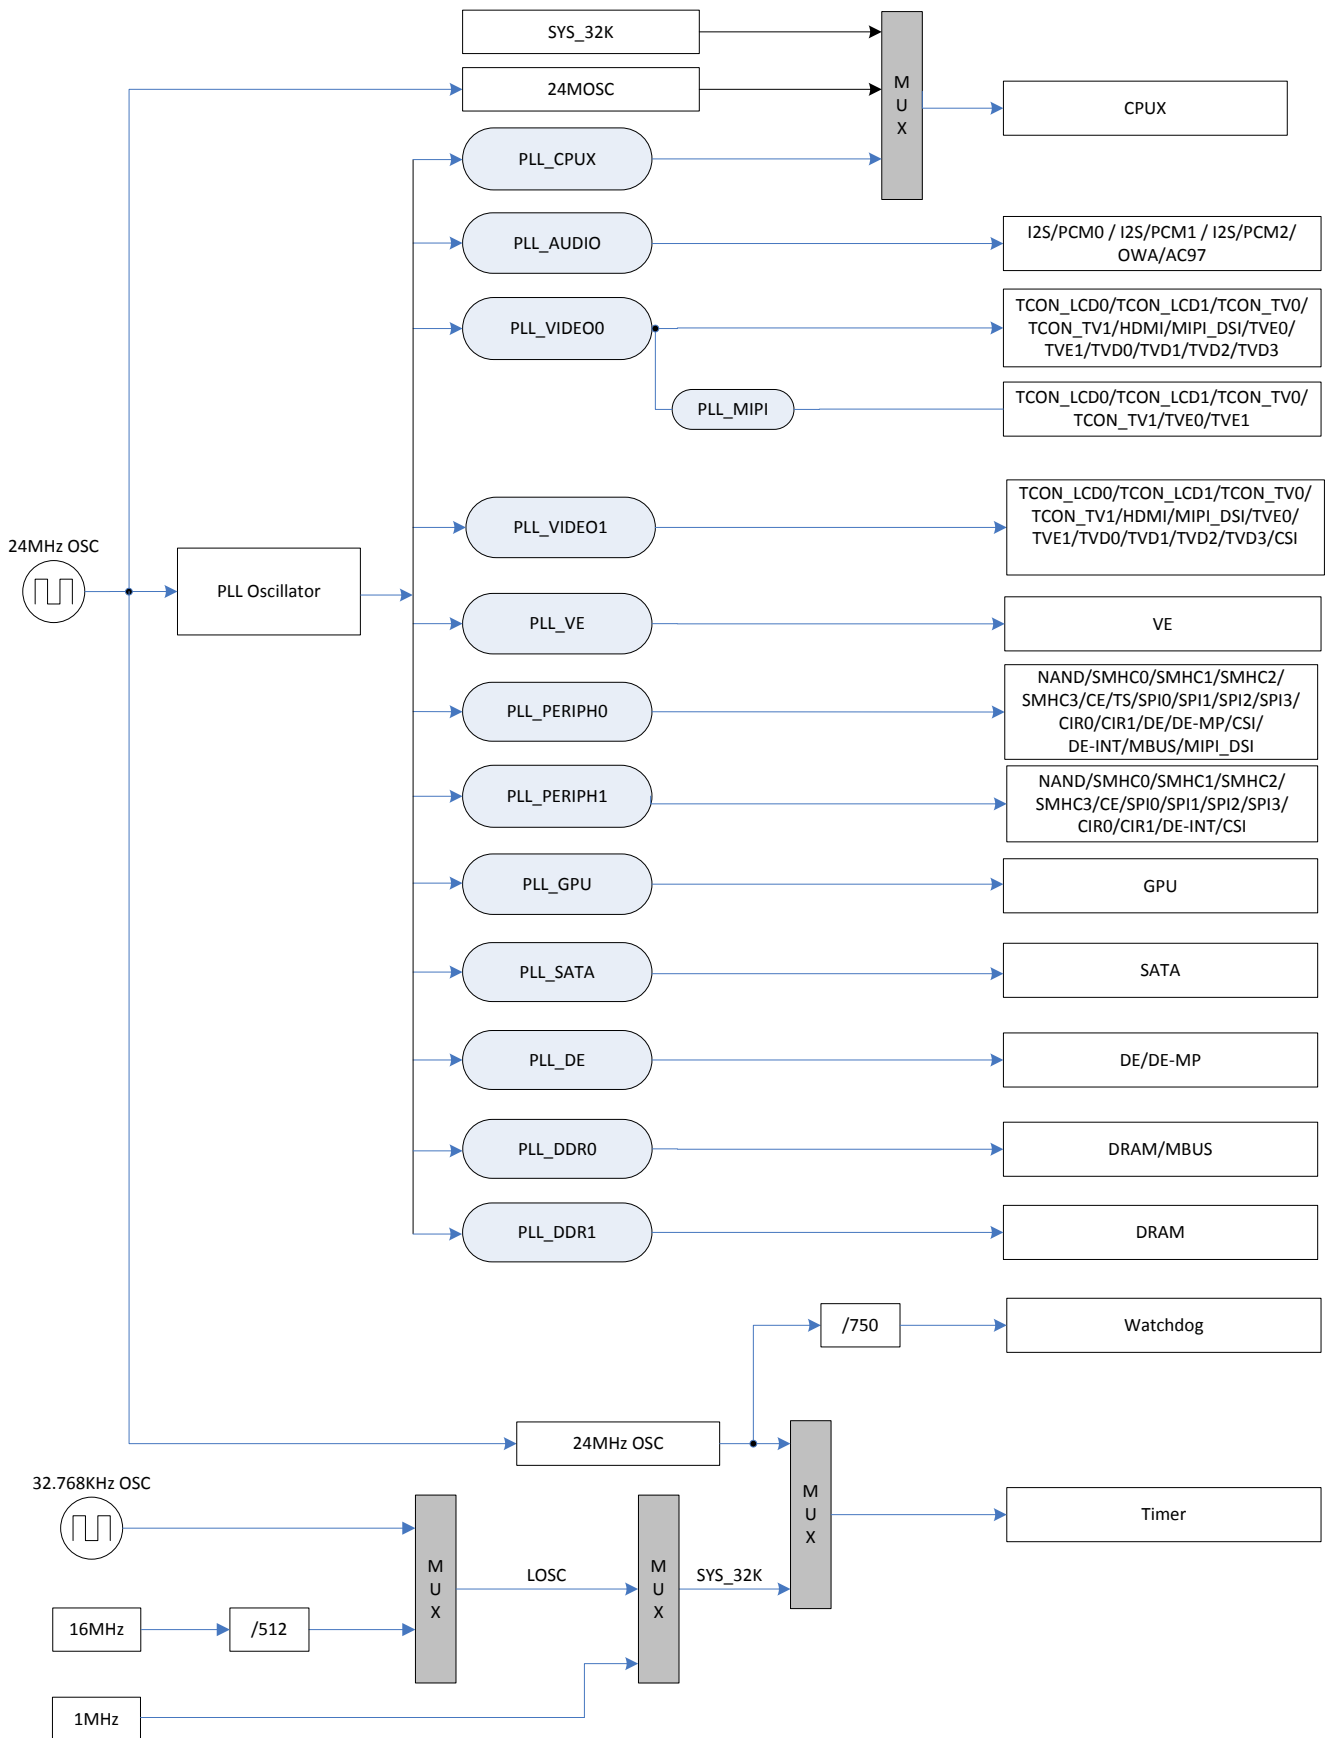 SYS_32K
24MOSC
M
U
X
CPUX
PLL_CPUX
PLL_AUDIO
I2S/PCM0 / I2S/PCM1 / I2S/PCM2/
OWA/AC97
PLL_VIDEO0
TCON_LCD0/TCON_LCD1/TCON_TV0/
TCON_TV1/HDMI/MIPI_DSI/TVE0/
TVE1/TVD0/TVD1/TVD2/TVD3
PLL_MIPI
TCON_LCD0/TCON_LCD1/TCON_TV0/
TCON_TV1/TVE0/TVE1
PLL_VIDEO1
TCON_LCD0/TCON_LCD1/TCON_TV0/
TCON_TV1/HDMI/MIPI_DSI/TVE0/
TVE1/TVD0/TVD1/TVD2/TVD3/CSI
24MHz OSC
PLL Oscillator
PLL_VE
VE
PLL_PERIPH0
NAND/SMHC0/SMHC1/SMHC2/
SMHC3/CE/TS/SPI0/SPI1/SPI2/SPI3/
CIR0/CIR1/DE/DE-MP/CSI/
DE-INT/MBUS/MIPI_DSI
PLL_PERIPH1
NAND/SMHC0/SMHC1/SMHC2/
SMHC3/CE/SPI0/SPI1/SPI2/SPI3/
CIR0/CIR1/DE-INT/CSI
PLL_GPU
GPU
PLL_SATA
SATA
PLL_DE
DE/DE-MP
PLL_DDR0
DRAM/MBUS
PLL_DDR1
DRAM
/750
Watchdog
24MHz OSC
M
U
X
Timer
32.768KHz OSC
M
U
X
LOSC
M
U
X
SYS_32K
16MHz
/512
1MHz